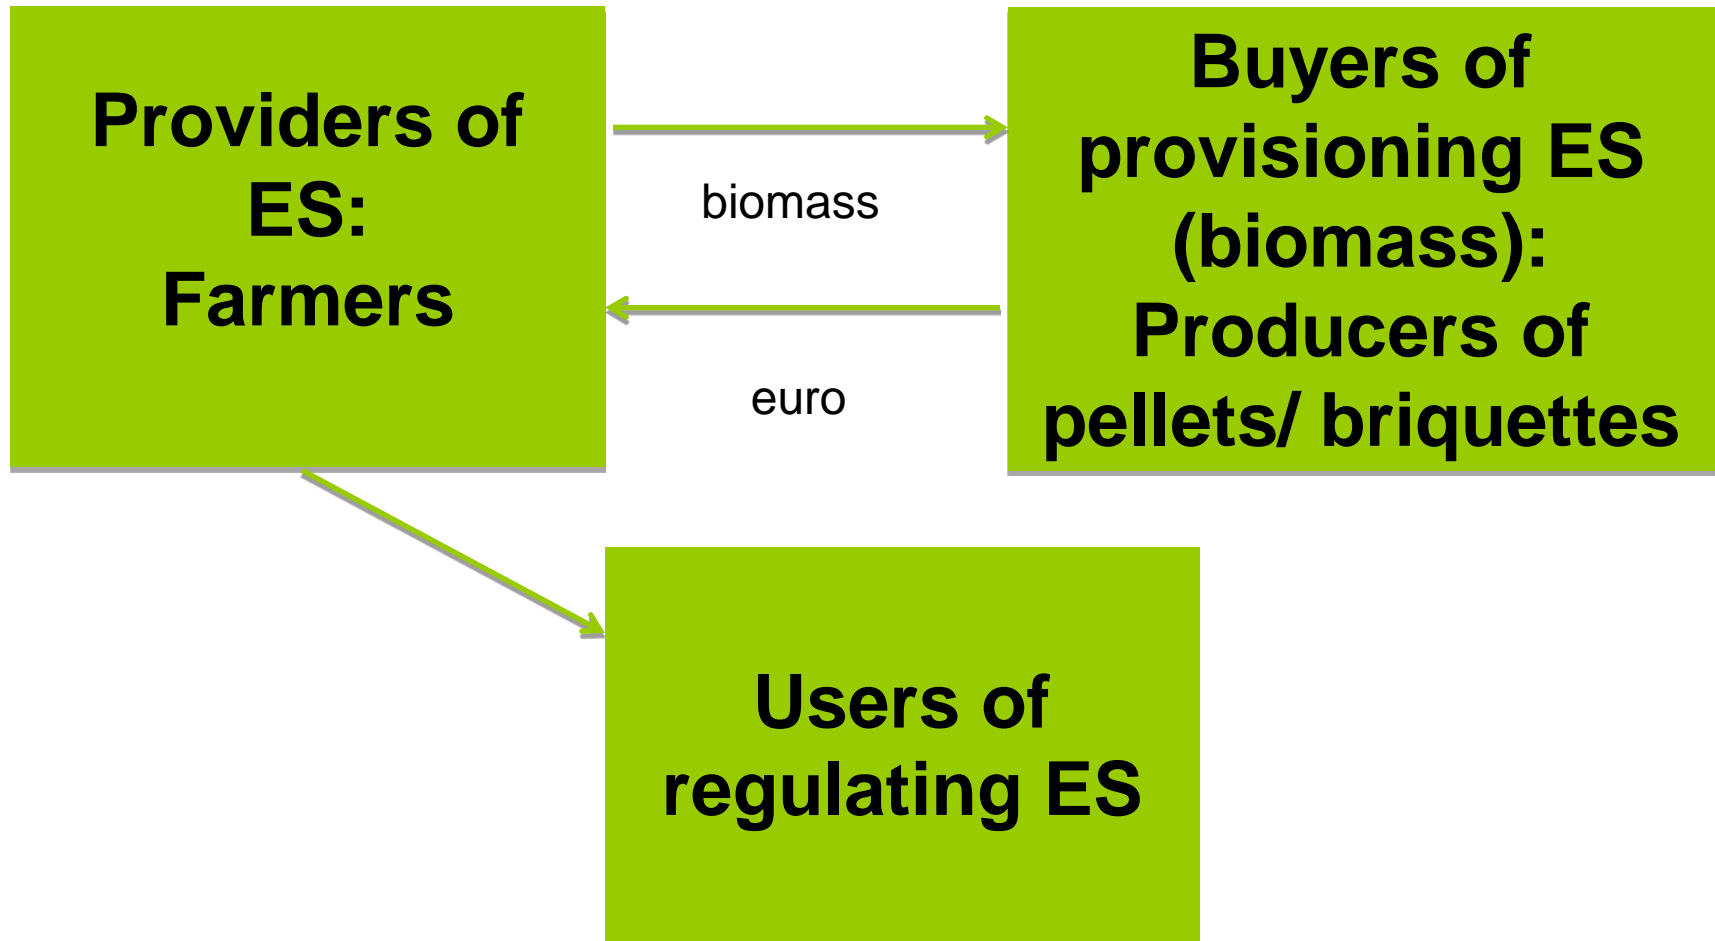 Providers of
ES:
Farmers
biomass
euro
Buyers of
provisioning ES
(biomass):
Producers of
pellets/ briquettes
Users of
regulating ES